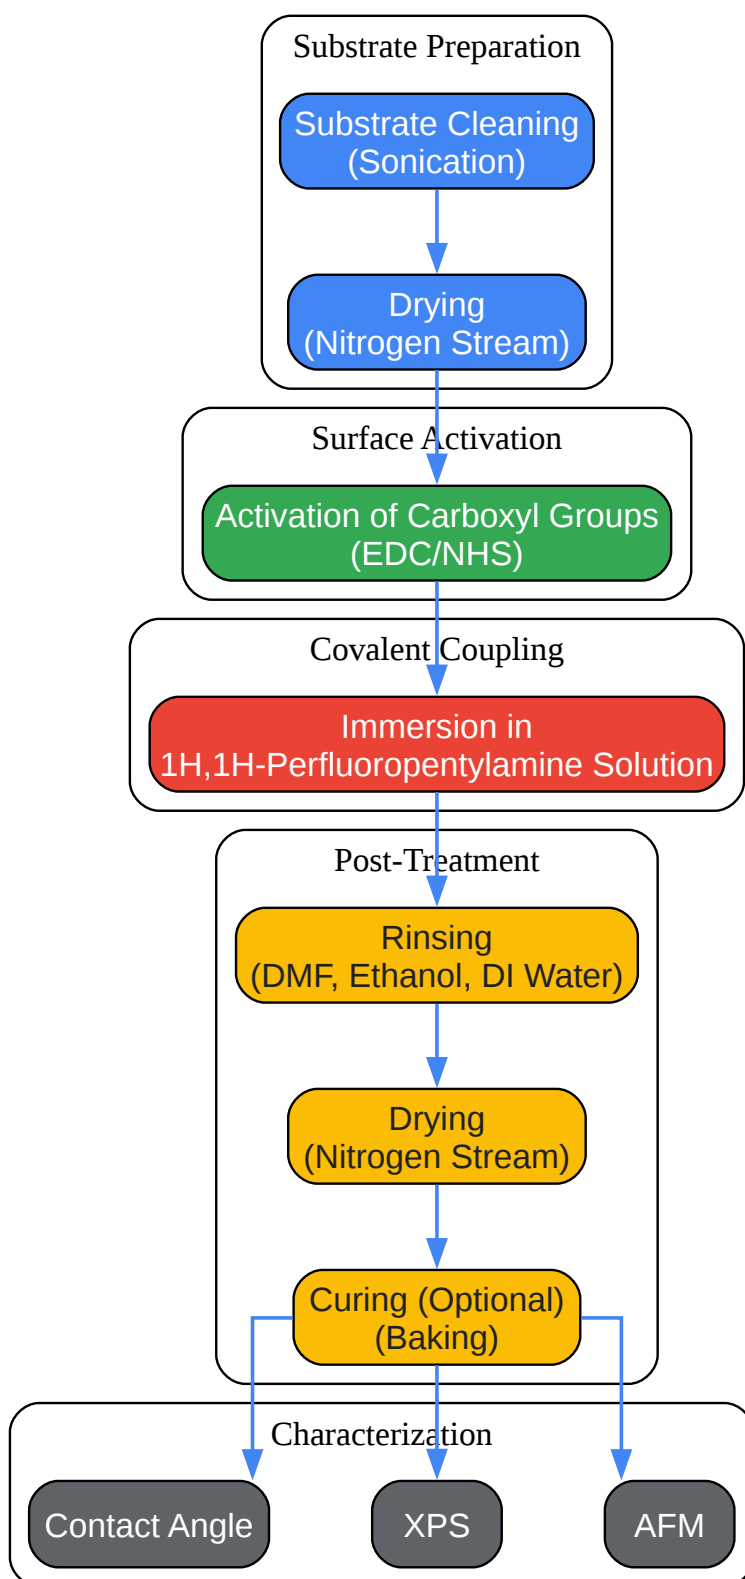 Substrate Preparation
Substrate Cleaning
(Sonication)
Drying
(Nitrogen Stream)
Surface Activation
Activation of Carboxyl Groups
(EDC/NHS)
Covalent Coupling
Immersion in
1H,1H-Perfluoropentylamine Solution
Post-Treatment
Rinsing
(DMF, Ethanol, DI Water)
Drying
(Nitrogen Stream)
Curing (Optional)
(Baking)
Characterization
Contact Angle
XPS
AFM